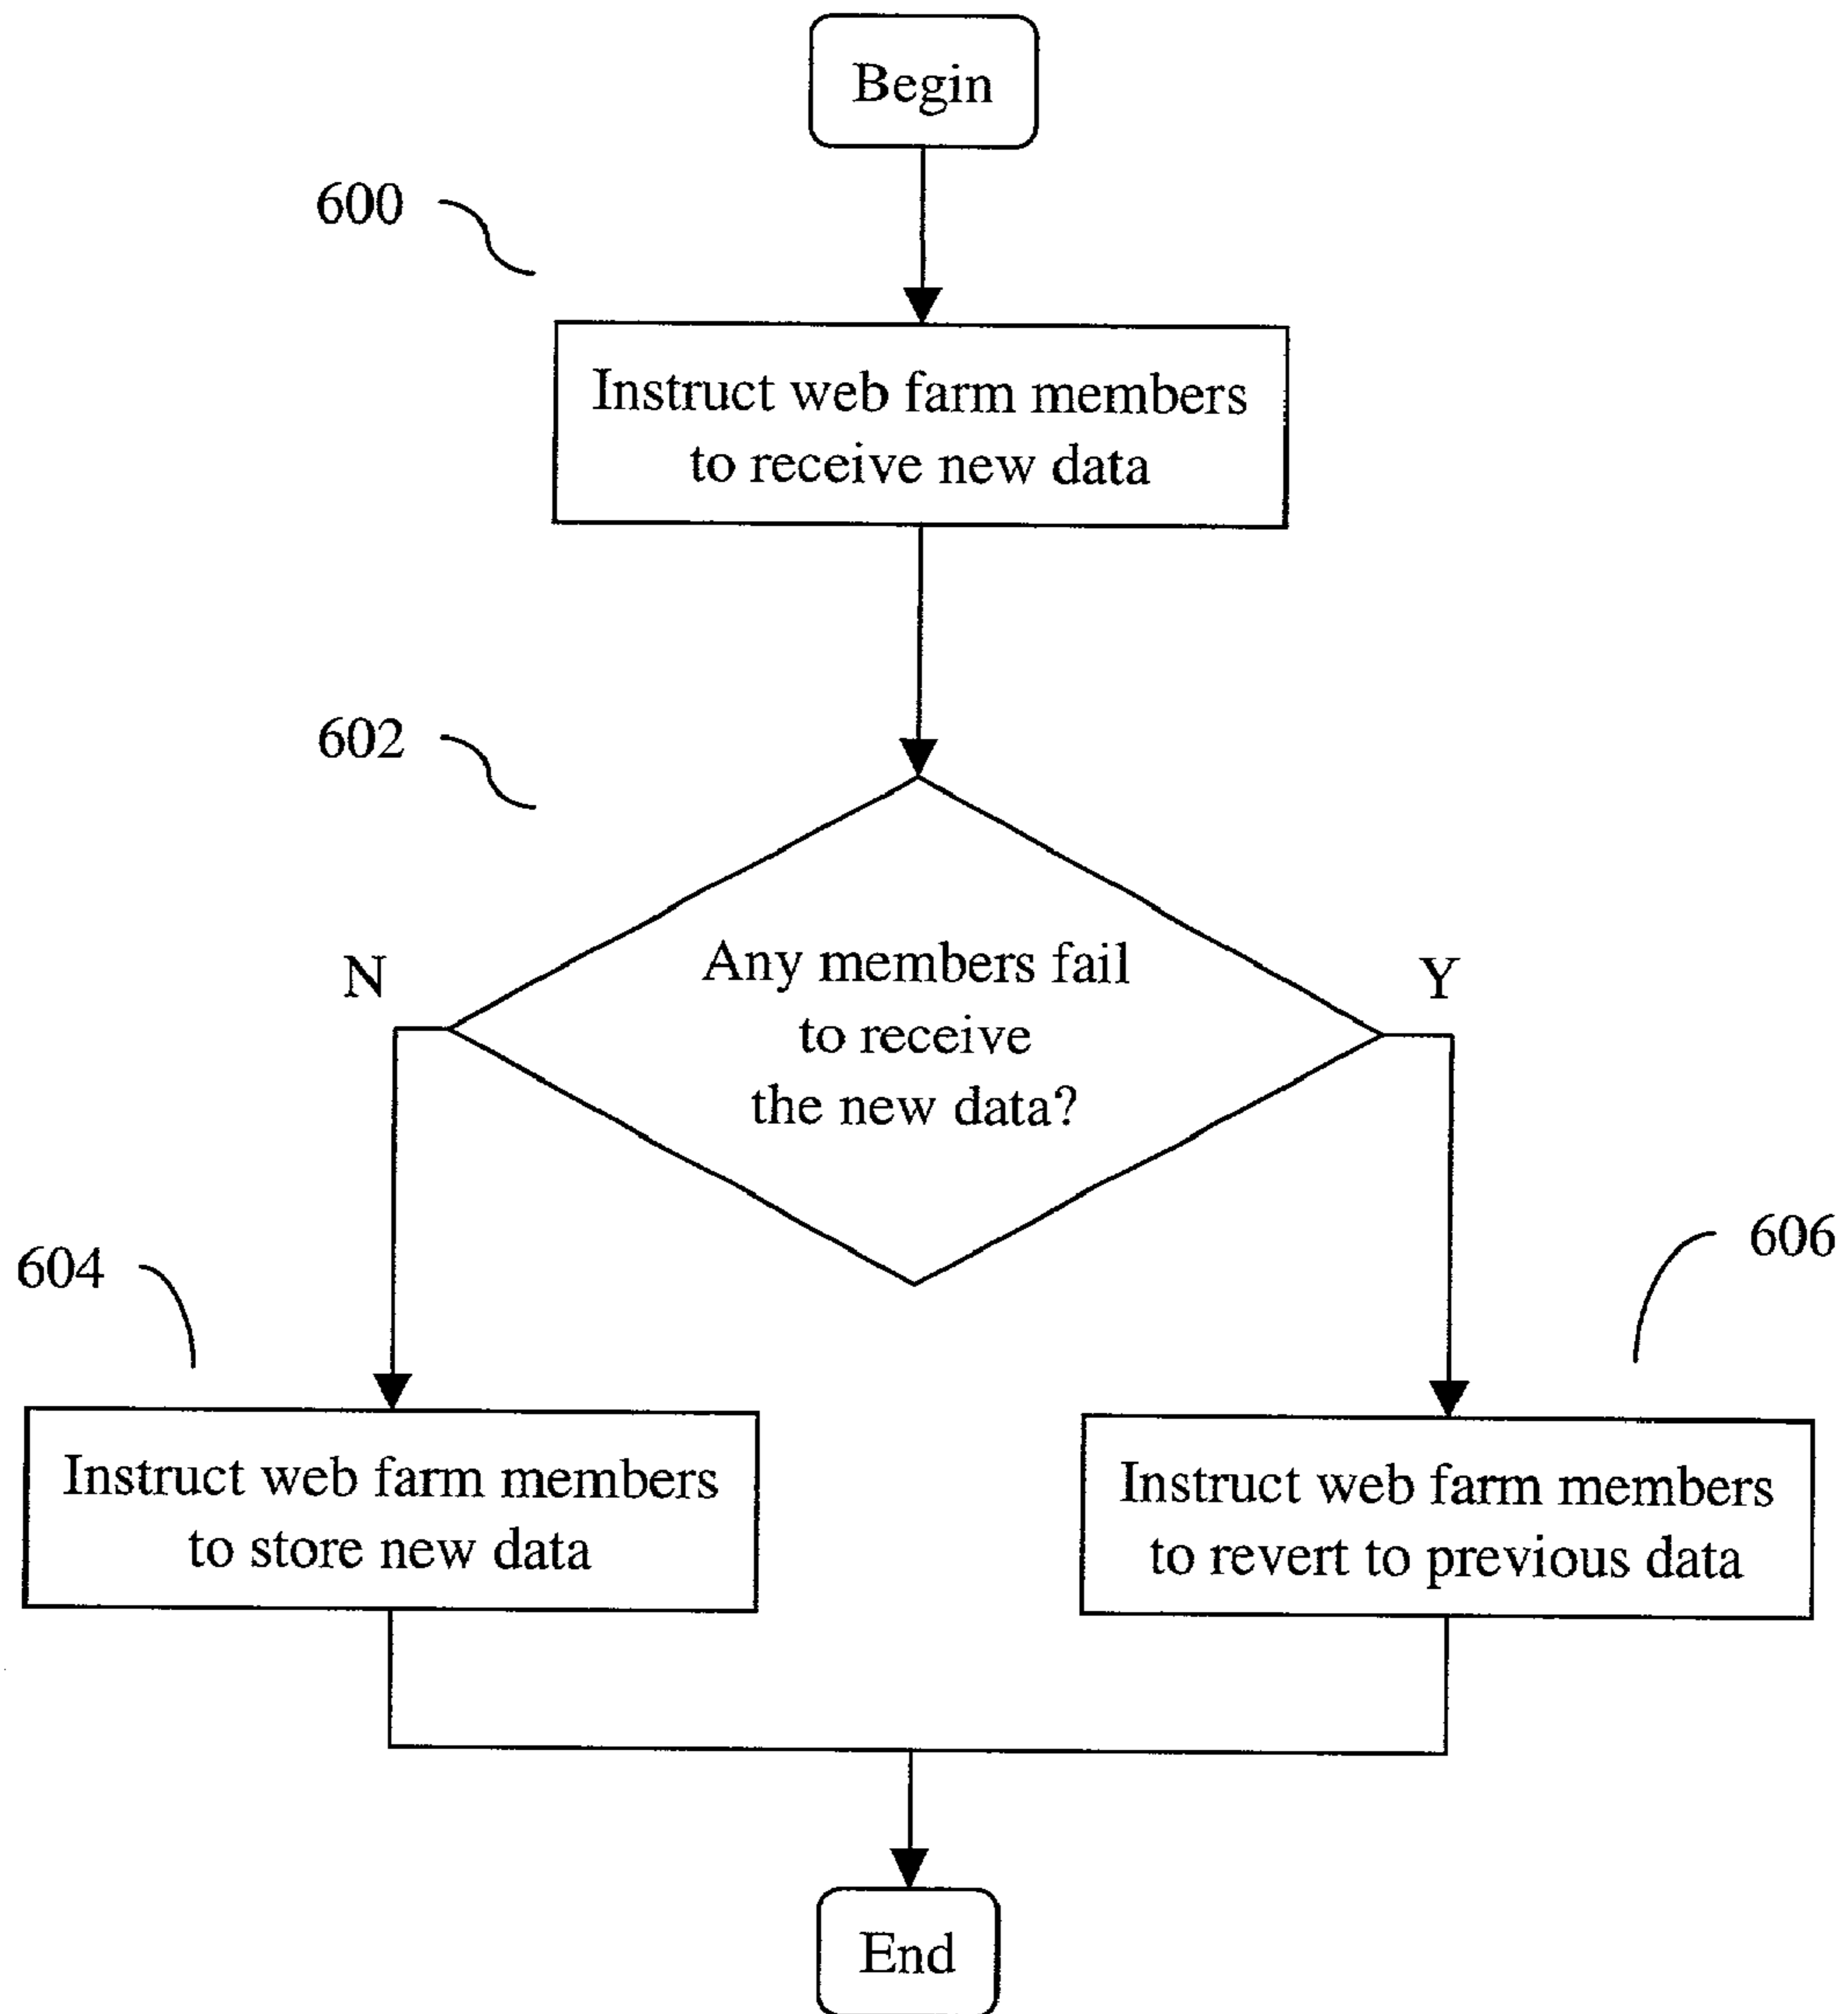 Begin
600
Instruct web farm members
to receive new data
602
Any members fail
to receive
the new data?
N
Y
604
606
Instruct web farm members
to store new data
Instruct web farm members
to revert to previous data
End